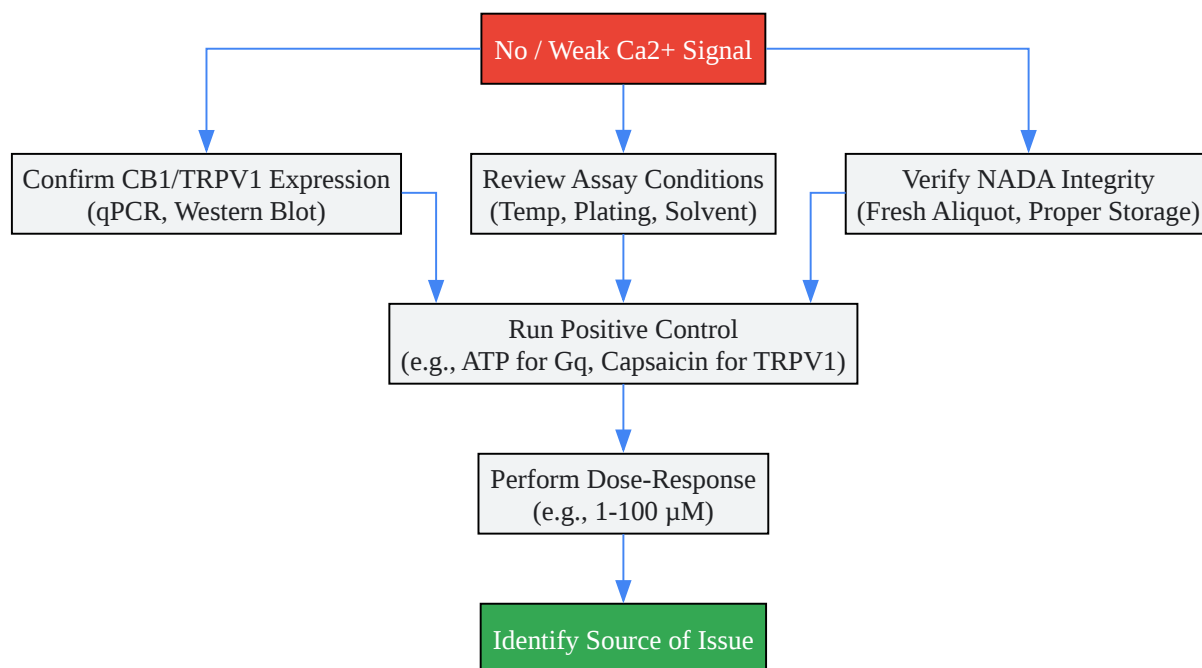 No / Weak Ca2+ Signal
Confirm CB1/TRPV1 Expression
(qPCR, Western Blot)
Review Assay Conditions
(Temp, Plating, Solvent)
Verify NADA Integrity
(Fresh Aliquot, Proper Storage)
Run Positive Control
(e.g., ATP for Gq, Capsaicin for TRPV1)
Perform Dose-Response
(e.g., 1-100 µM)
Identify Source of Issue